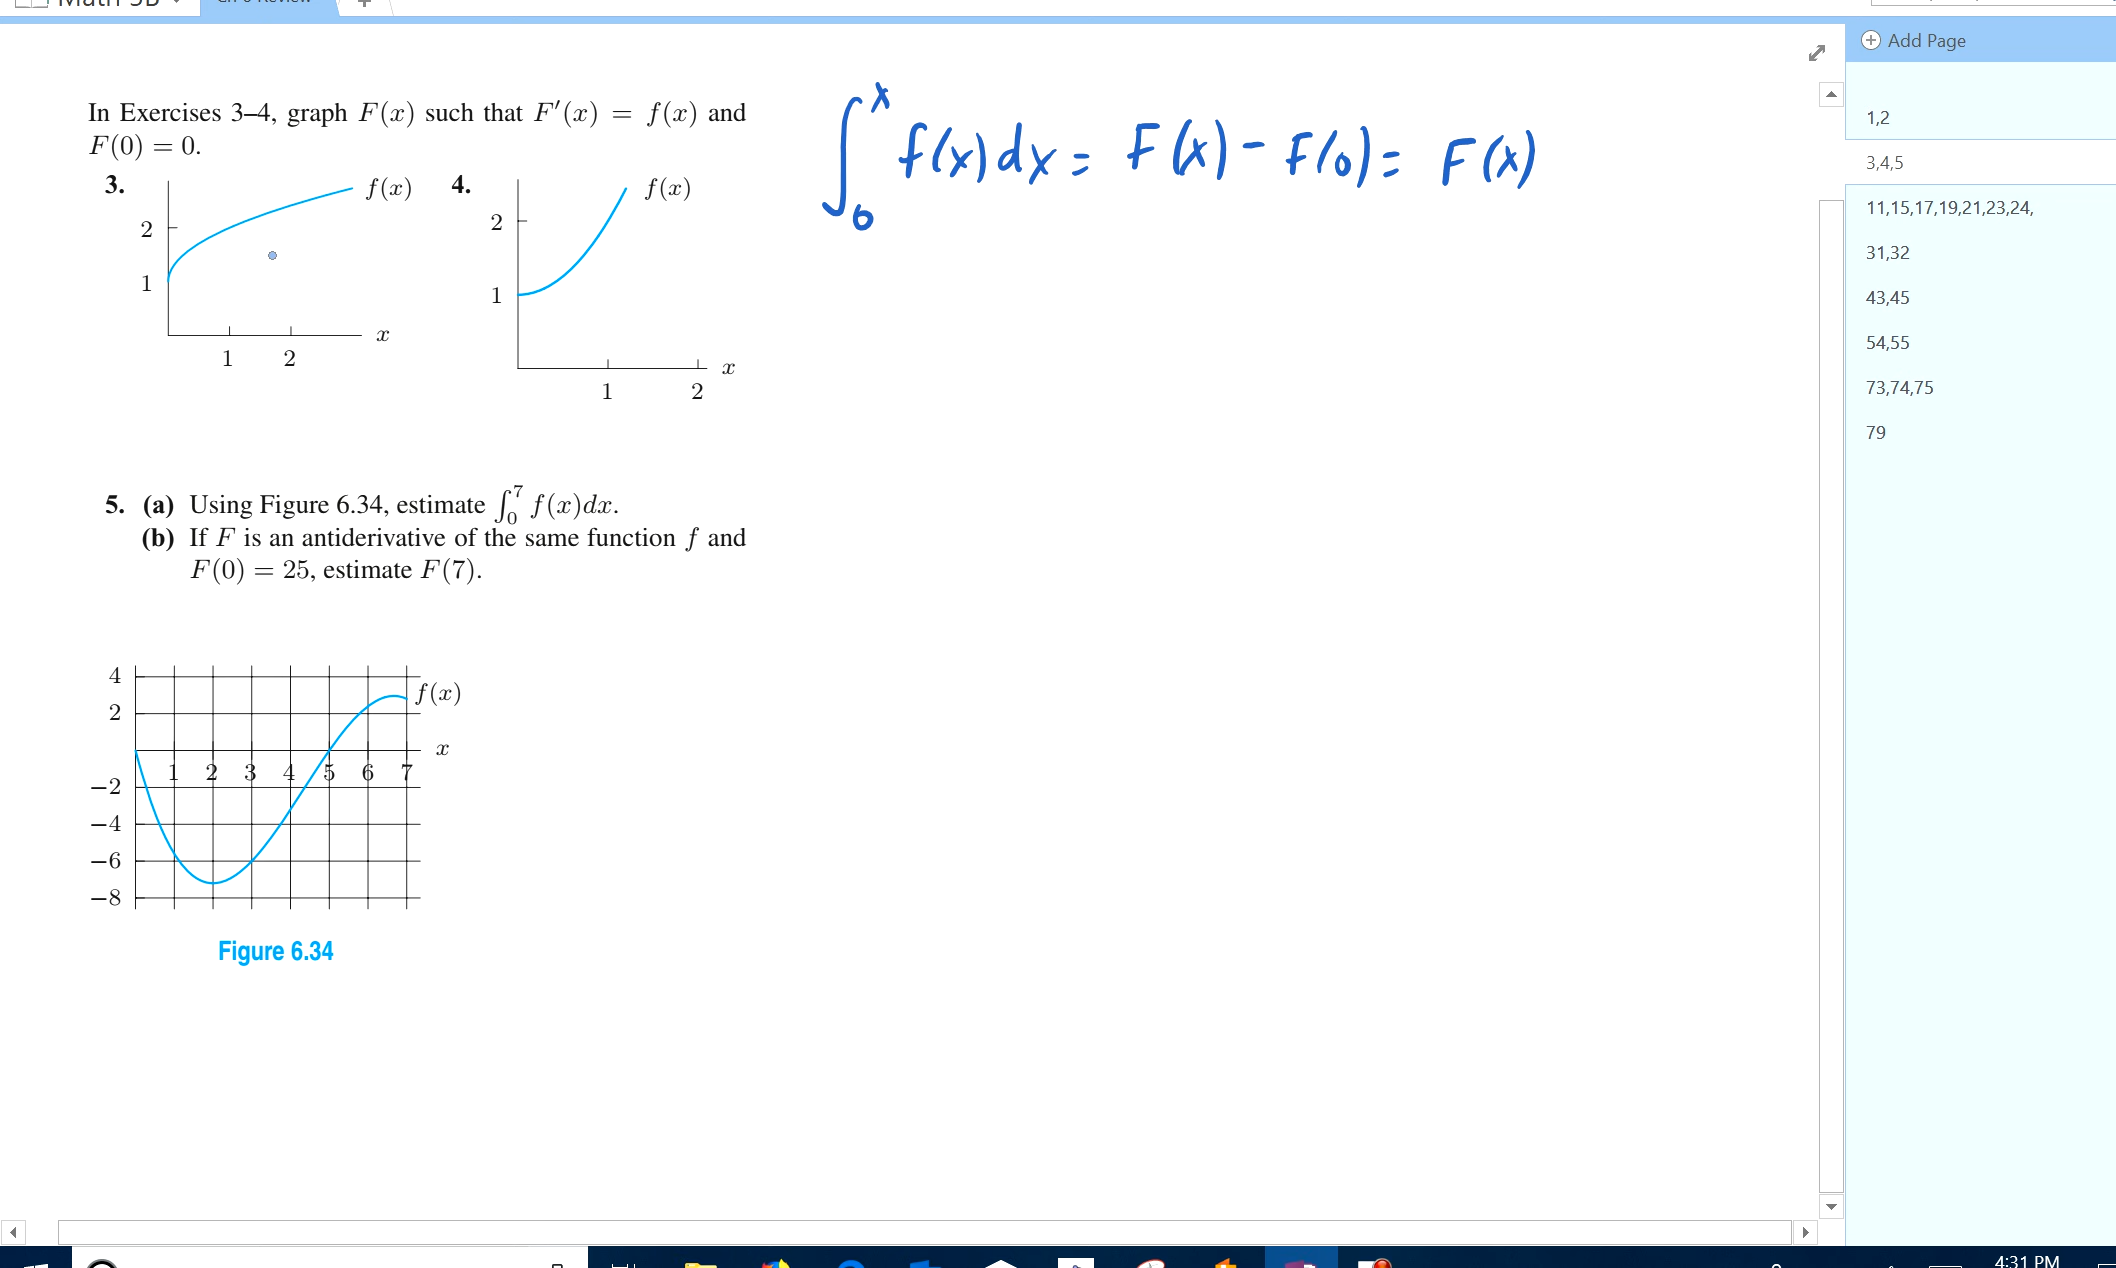 Add Page
1,2
3,4,5
11,15,17,19,21,23,24,
31,32
43,45
54,55
73,74,75
79
In Exercises 3–4, graph F(x) such that F′(x) = f(x) and
F(0) = 0.
3.
f(x)
2
1
1 2
x
4.
f(x)
2
1
1 2
x
∫₀ˣ f(x) dx = F(x) - F(0) = F(x)
5. (a) Using Figure 6.34, estimate ∫₀⁷ f(x)dx.
(b) If F is an antiderivative of the same function f and
F(0) = 25, estimate F(7).
4
2
−2
−4
−6
−8
1 2 3 4 5 6 7
f(x)
x
Figure 6.34
4:31 PM